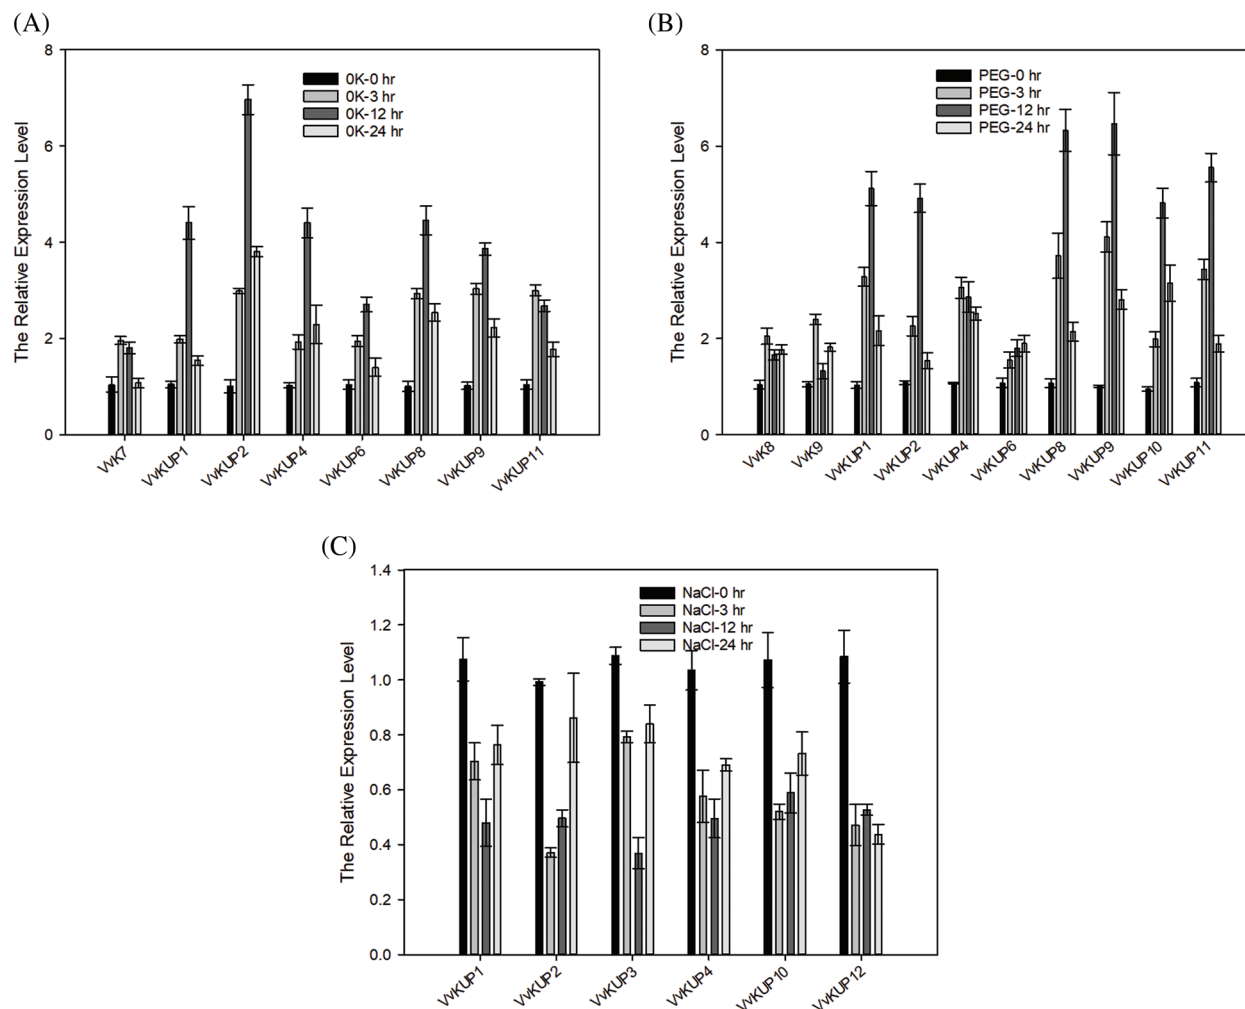 (A)
The Relative Expression Level
8
6
4
2
0
0K-0 hr
0K-3 hr
0K-12 hr
0K-24 hr
VvK7
VvKUP1
VvKUP2
VvKUP4
VvKUP6
VvKUP8
VvKUP9
VvKUP11
(B)
The Relative Expression Level
8
6
4
2
0
PEG-0 hr
PEG-3 hr
PEG-12 hr
PEG-24 hr
VvK8
VvK9
VvKUP1
VvKUP2
VvKUP4
VvKUP6
VvKUP8
VvKUP9
VvKUP10
VvKUP11
(C)
The Relative Expression Level
1.4
1.2
1.0
0.8
0.6
0.4
0.2
0.0
NaCl-0 hr
NaCl-3 hr
NaCl-12 hr
NaCl-24 hr
VvKUP1
VvKUP2
VvKUP3
VvKUP4
VvKUP10
VvKUP12